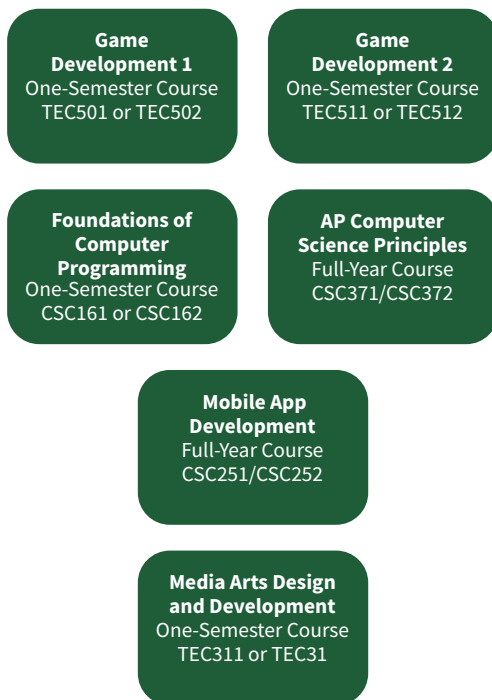 Game
Development 1
One-Semester Course
TEC501 or TEC502
Game
Development 2
One-Semester Course
TEC511 or TEC512
Foundations of
Computer
Programming
One-Semester Course
CSC161 or CSC162
AP Computer
Science Principles
Full-Year Course
CSC371/CSC372
Mobile App
Development
Full-Year Course
CSC251/CSC252
Media Arts Design
and Development
One-Semester Course
TEC311 or TEC31